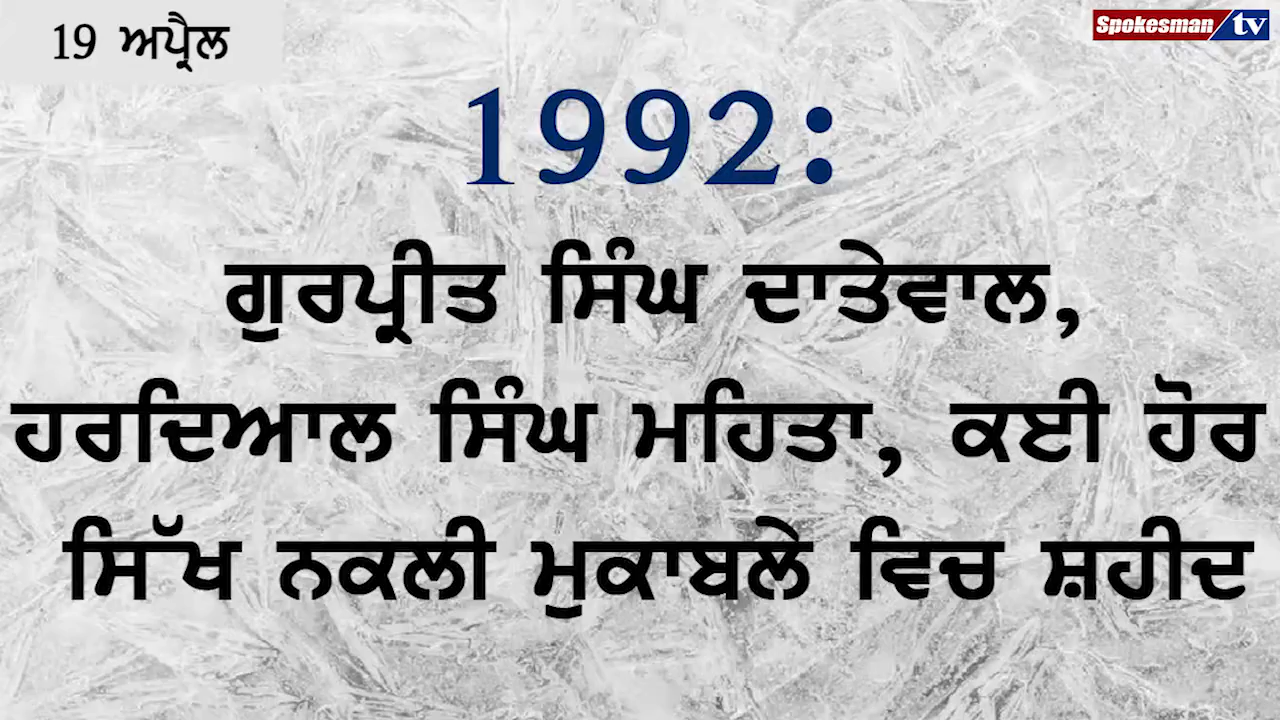 19 ਅਪ੍ਰੈਲ
Spokesman tv
1992:
ਗੁਰਪ੍ਰੀਤ ਸਿੰਘ ਦਾਤੇਵਾਲ,
ਹਰਦਿਆਲ ਸਿੰਘ ਮਹਿਤਾ, ਕਈ ਹੋਰ
ਸਿੱਖ ਨਕਲੀ ਮੁਕਾਬਲੇ ਵਿਚ ਸ਼ਹੀਦ